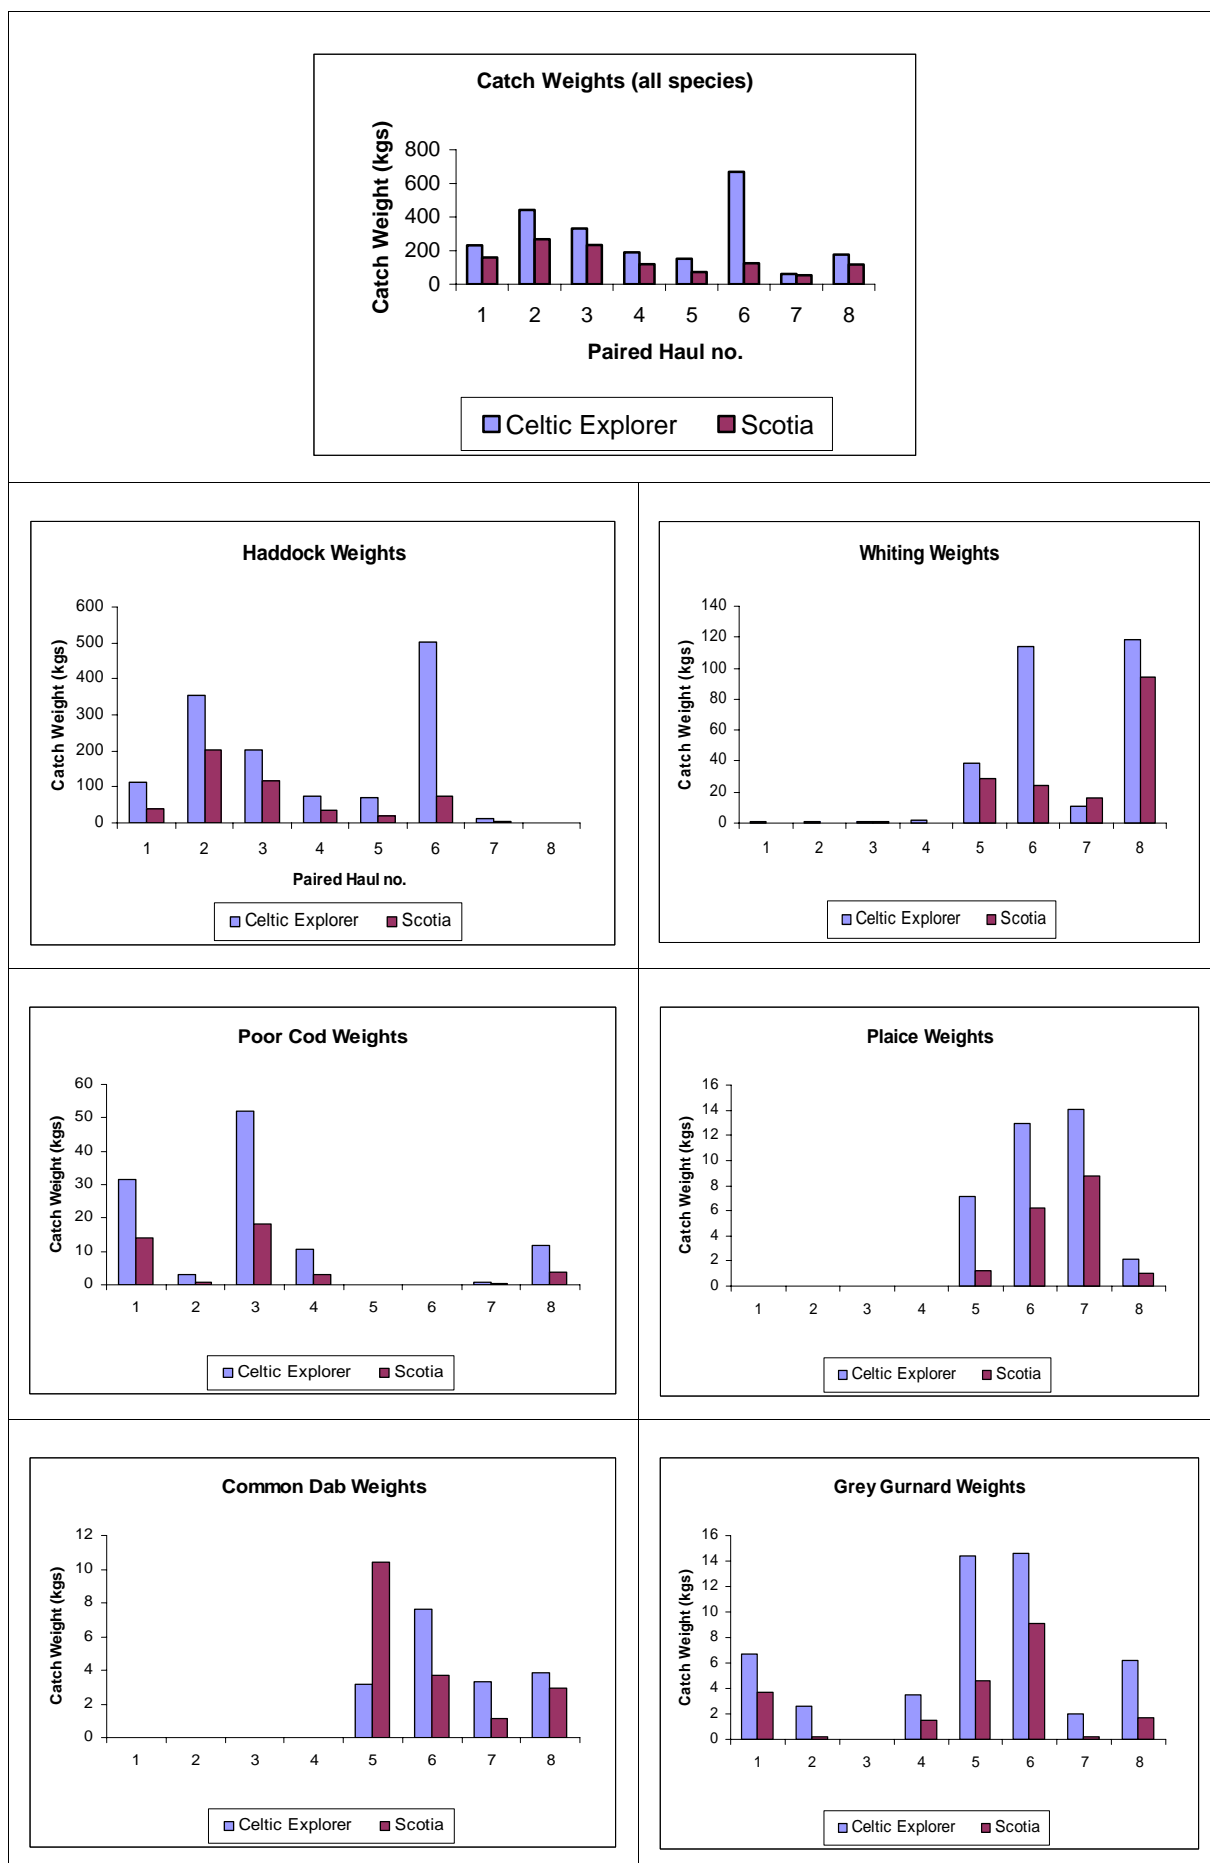 Catch Weights (all species)
Catch Weight (kgs)
800
600
400
200
0
1 2 3 4 5 6 7 8
Paired Haul no.
Celtic Explorer Scotia
Haddock Weights
Catch Weight (kgs)
600
500
400
300
200
100
0
1 2 3 4 5 6 7 8
Paired Haul no.
Celtic Explorer Scotia
Whiting Weights
Catch Weight (kgs)
140
120
100
80
60
40
20
0
1 2 3 4 5 6 7 8
Celtic Explorer Scotia
Poor Cod Weights
Catch Weight (kgs)
60
50
40
30
20
10
0
1 2 3 4 5 6 7 8
Celtic Explorer Scotia
Plaice Weights
Catch Weight (kgs)
16
14
12
10
8
6
4
2
0
1 2 3 4 5 6 7 8
Celtic Explorer Scotia
Common Dab Weights
Catch Weight (kgs)
12
10
8
6
4
2
0
1 2 3 4 5 6 7 8
Celtic Explorer Scotia
Grey Gurnard Weights
Catch Weight (kgs)
16
14
12
10
8
6
4
2
0
1 2 3 4 5 6 7 8
Celtic Explorer Scotia